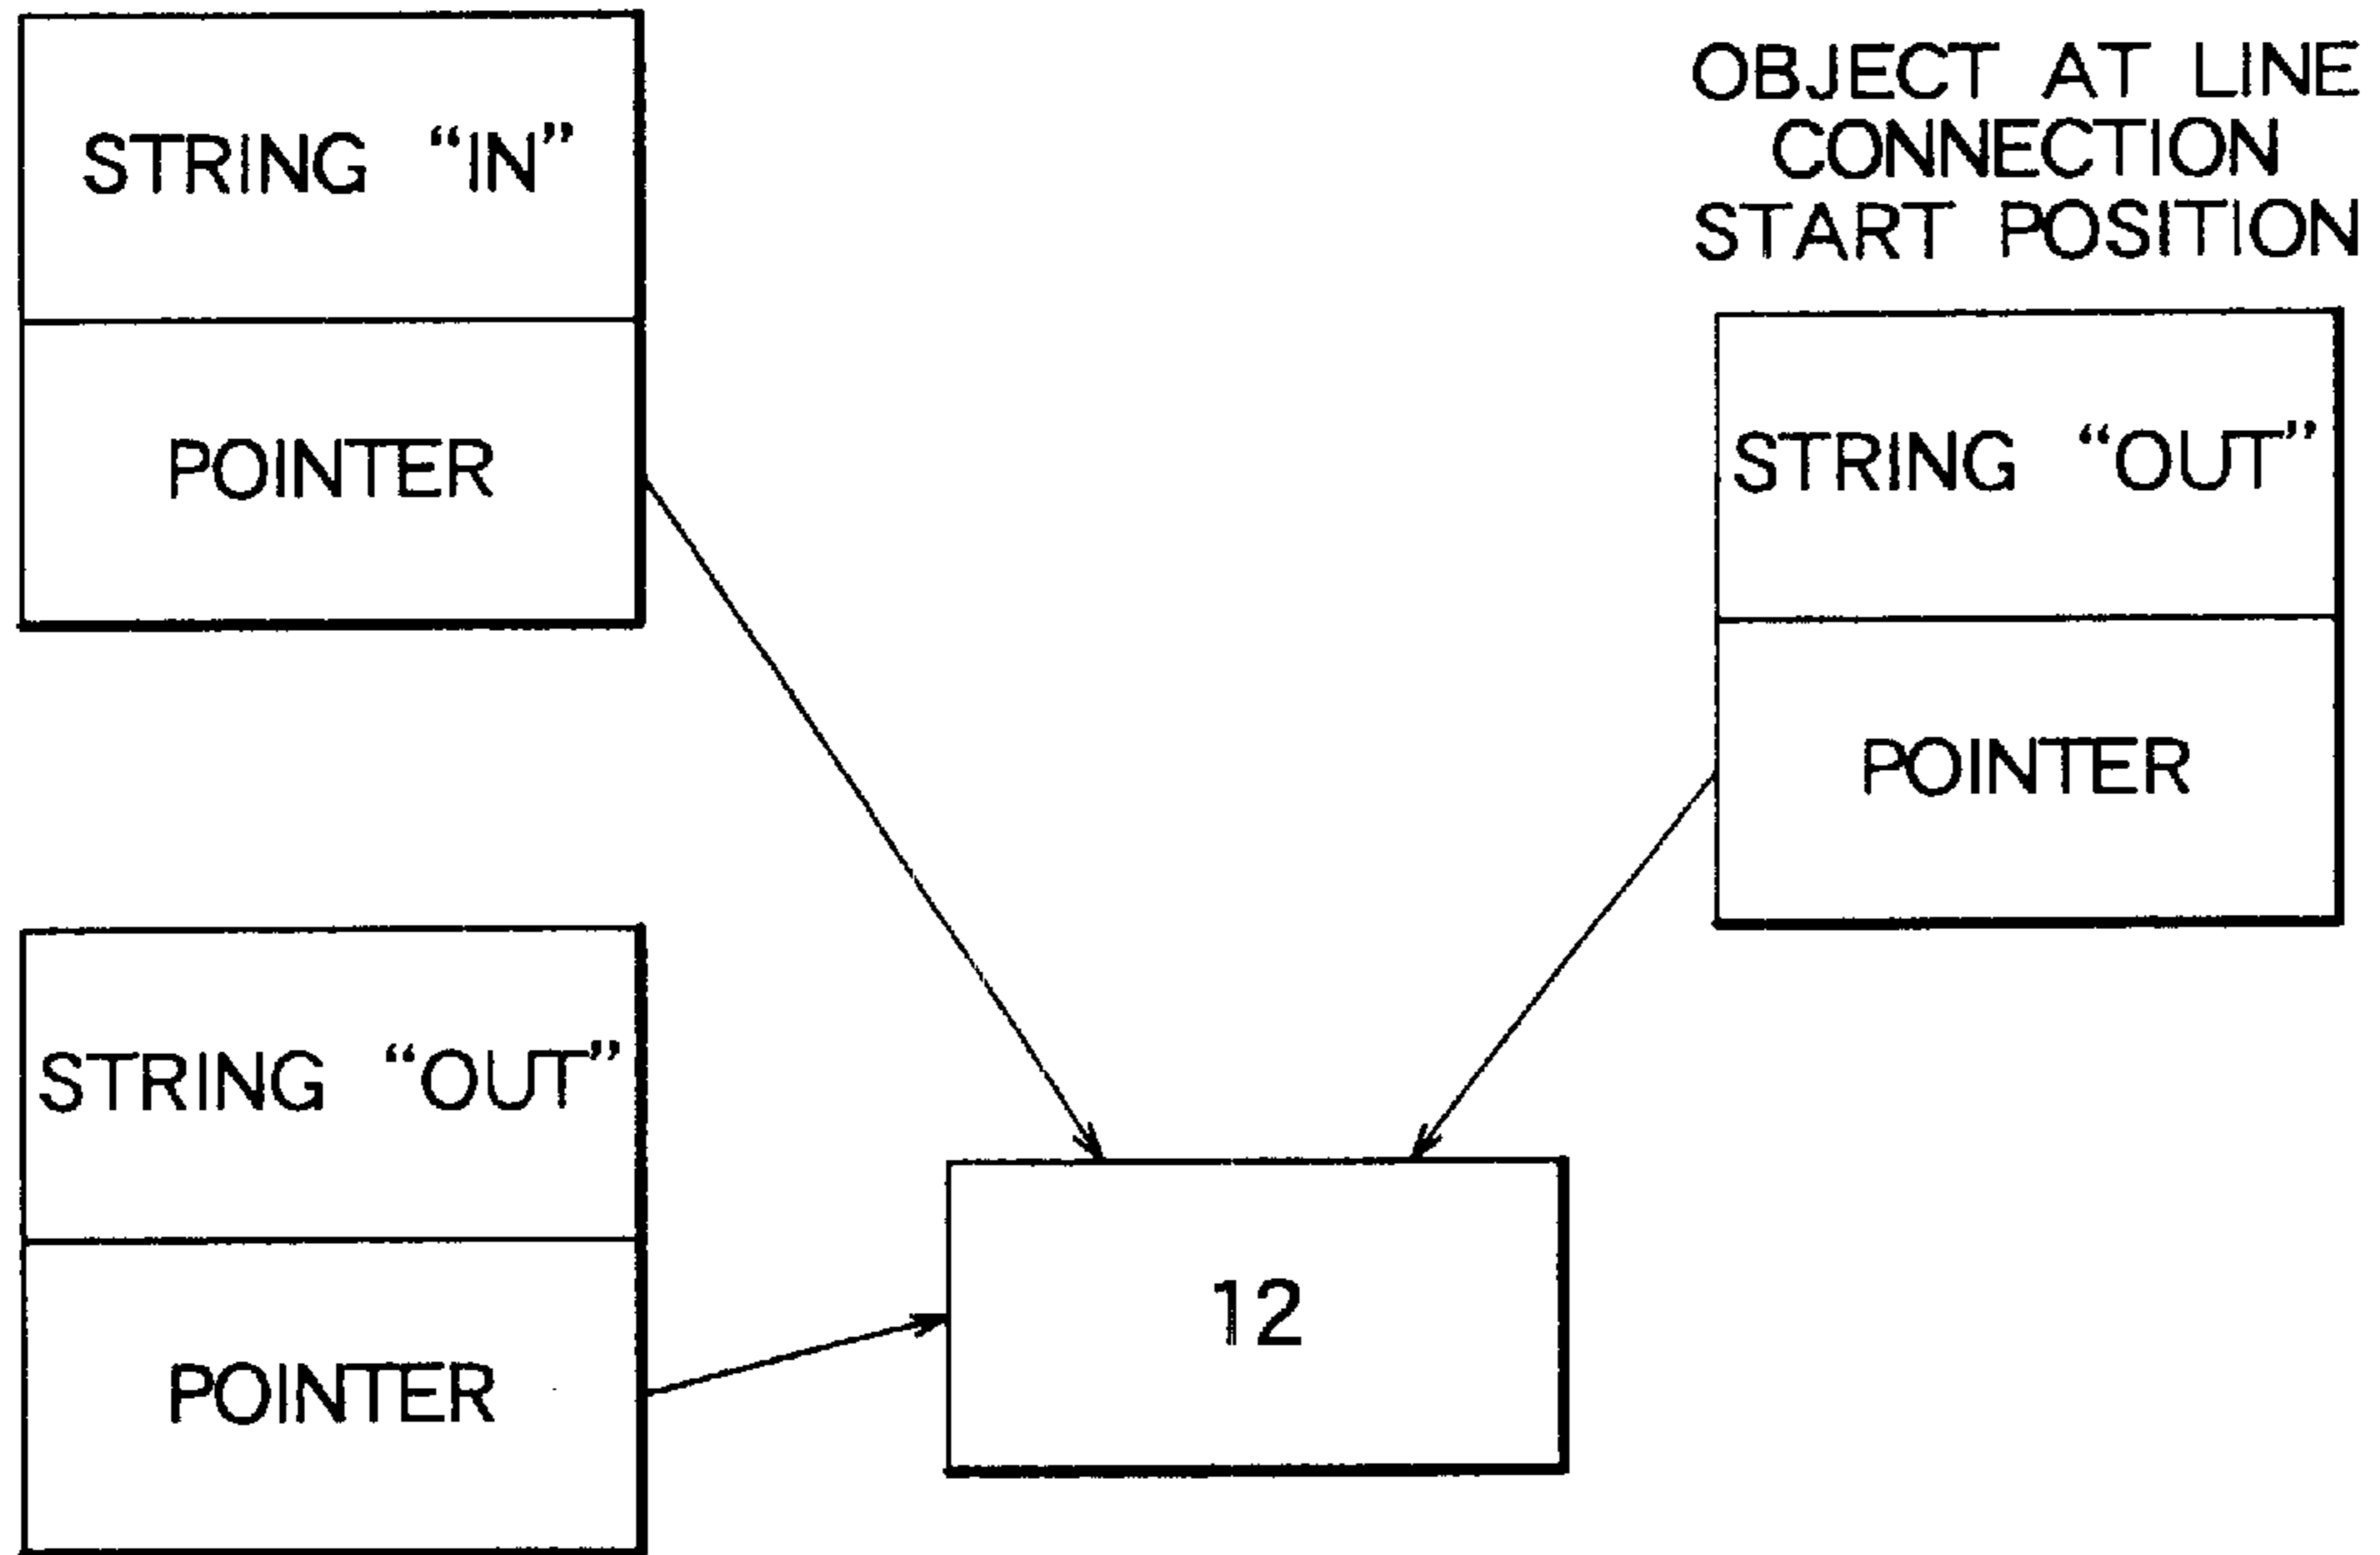 STRING “IN”
POINTER
OBJECT AT LINE
CONNECTION
START POSITION
STRING “OUT”
POINTER
STRING “OUT”
POINTER
12